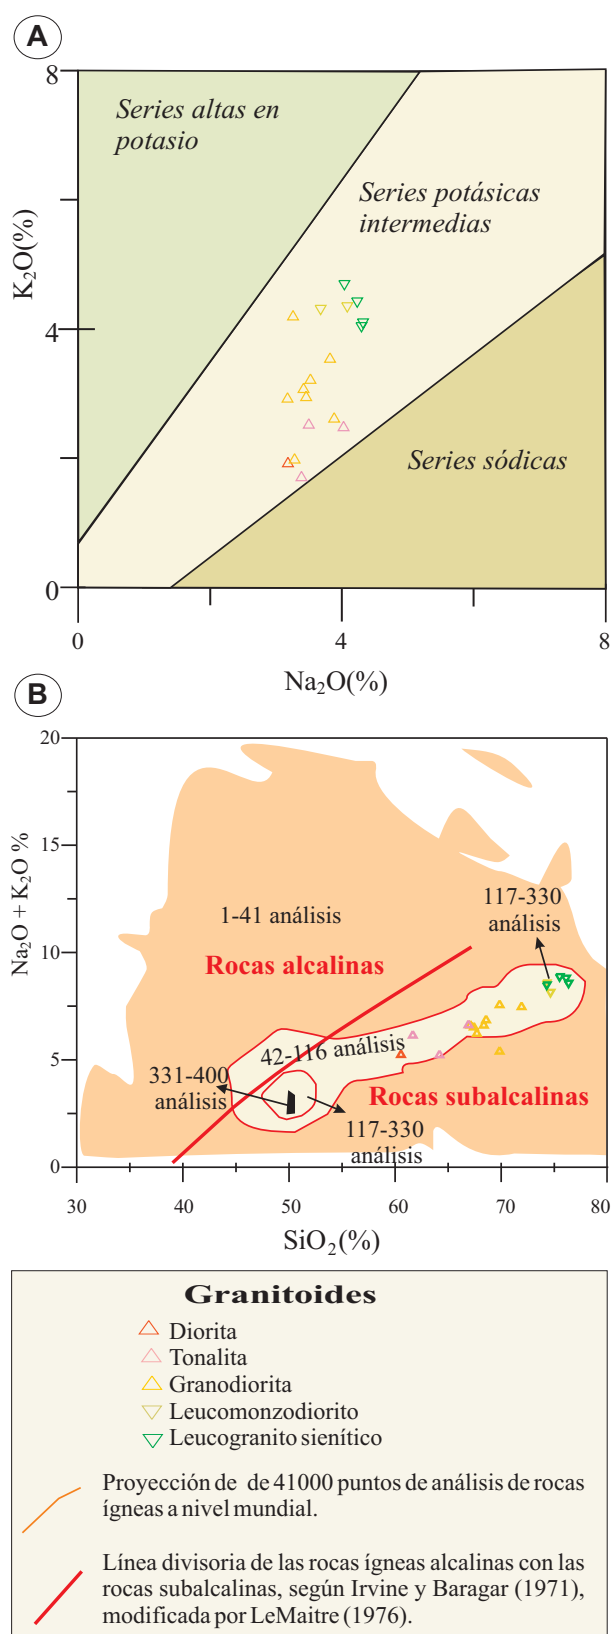 A
8
Series altas en
potasio
Series potásicas
intermedias
K₂O(%)
4
Series sódicas
0
0
4
8
Na₂O(%)
B
20
Na₂O + K₂O %
15
117-330
análisis
1-41 análisis
10
Rocas alcalinas
42-116 análisis
5
331-400
análisis
Rocas subalcalinas
117-330
análisis
0
30
40
50
60
70
80
SiO₂(%)
Granitoides
Diorita
Tonalita
Granodiorita
Leucomonzodiorito
Leucogranito sienítico
Proyección de de 41000 puntos de análisis de rocas
ígneas a nivel mundial.
Línea divisoria de las rocas ígneas alcalinas con las
rocas subalcalinas, según Irvine y Baragar (1971),
modificada por LeMaitre (1976).